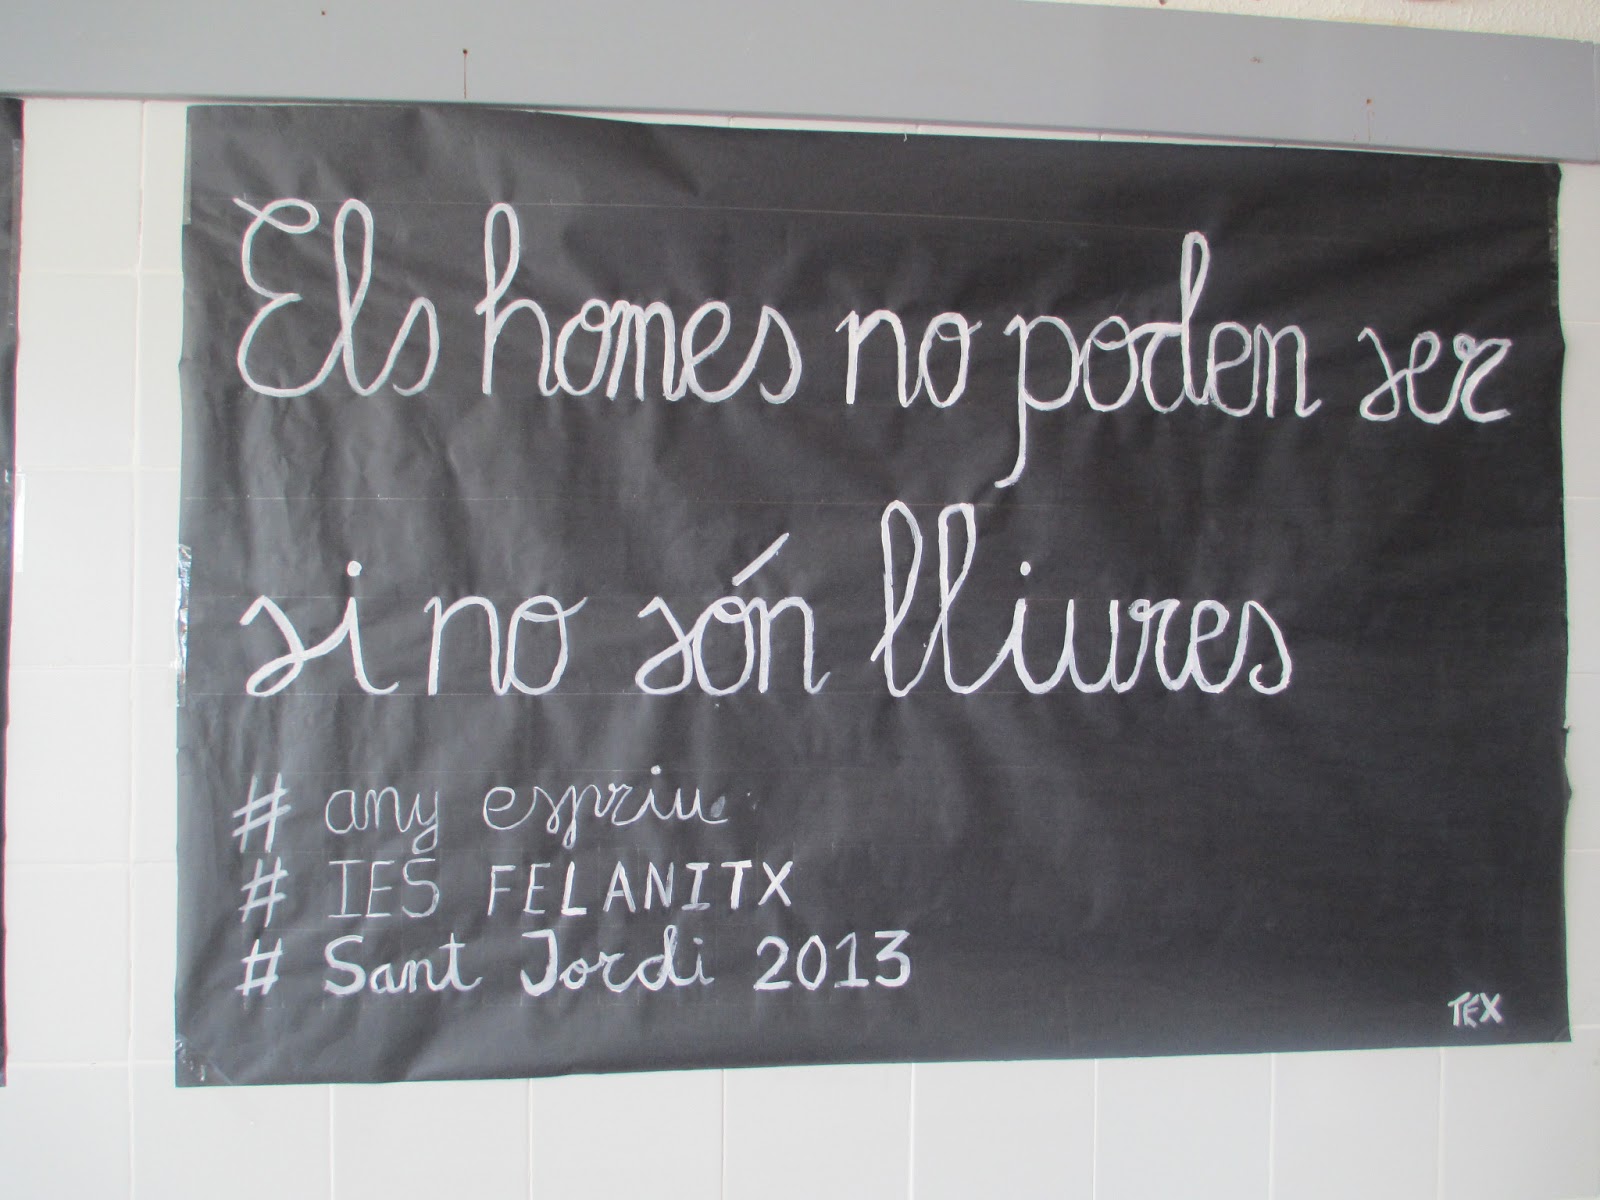 Els homes no poden ser
si no són lliures
# any espriu
# IES FELANITX
# Sant Jordi 2013
TEX